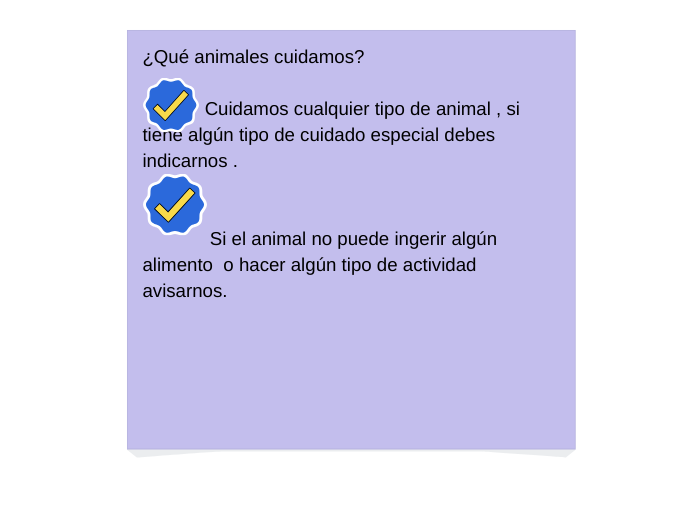 ¿Qué animales cuidamos?
Cuidamos cualquier tipo de animal , si
tiene algún tipo de cuidado especial debes
indicarnos .
Si el animal no puede ingerir algún
alimento  o hacer algún tipo de actividad
avisarnos.